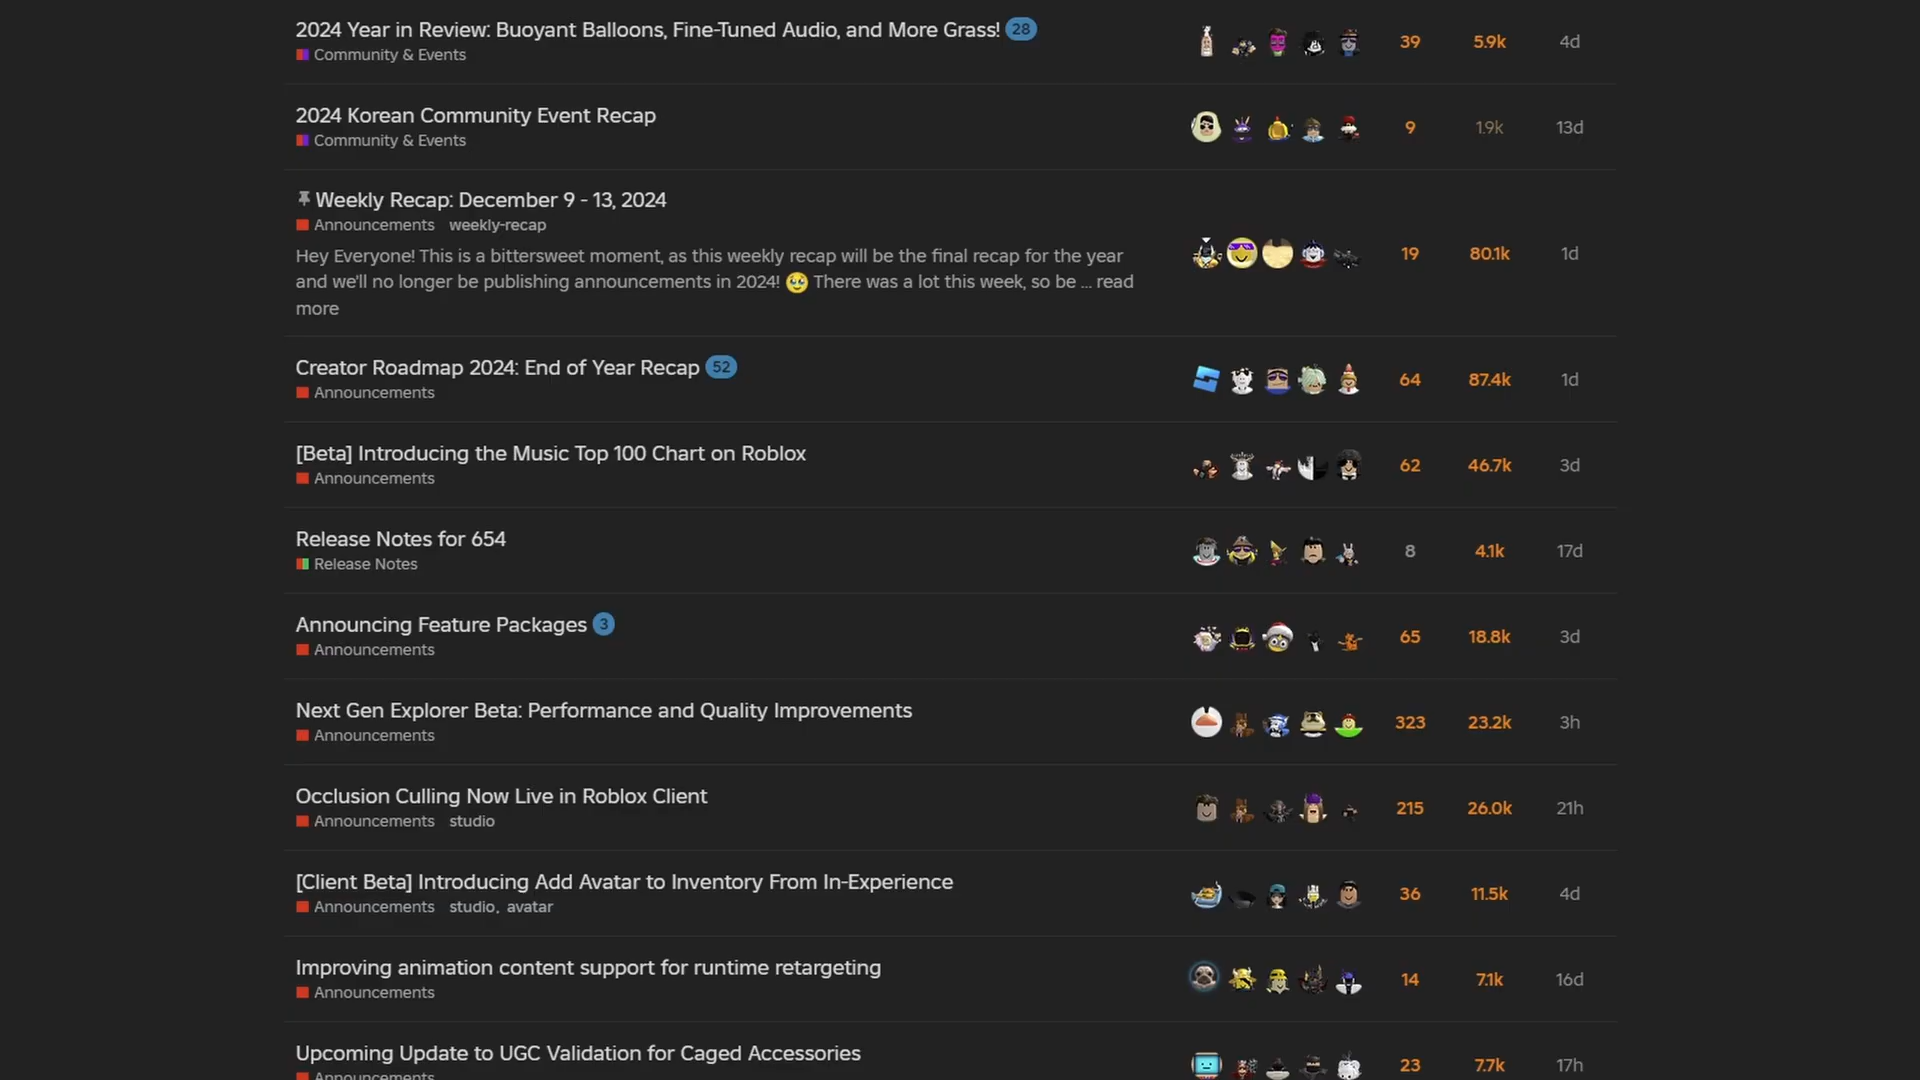 2024 Year in Review: Buoyant Balloons, Fine-Tuned Audio, and More Grass! 28
Community & Events
39 5.9k 4d
2024 Korean Community Event Recap
Community & Events
9 1.9k 13d
Weekly Recap: December 9 - 13, 2024
Announcements weekly-recap
Hey Everyone! This is a bittersweet moment, as this weekly recap will be the final recap for the year
and we'll no longer be publishing announcements in 2024! 🥹 There was a lot this week, so be ... read
more
19 80.1k 1d
Creator Roadmap 2024: End of Year Recap 52
Announcements
64 87.4k 1d
[Beta] Introducing the Music Top 100 Chart on Roblox
Announcements
62 46.7k 3d
Release Notes for 654
Release Notes
8 4.1k 17d
Announcing Feature Packages 3
Announcements
65 18.8k 3d
Next Gen Explorer Beta: Performance and Quality Improvements
Announcements
323 23.2k 3h
Occlusion Culling Now Live in Roblox Client
Announcements studio
215 26.0k 21h
[Client Beta] Introducing Add Avatar to Inventory From In-Experience
Announcements studio, avatar
36 11.5k 4d
Improving animation content support for runtime retargeting
Announcements
14 7.1k 16d
Upcoming Update to UGC Validation for Caged Accessories
Announcements
23 7.7k 17h